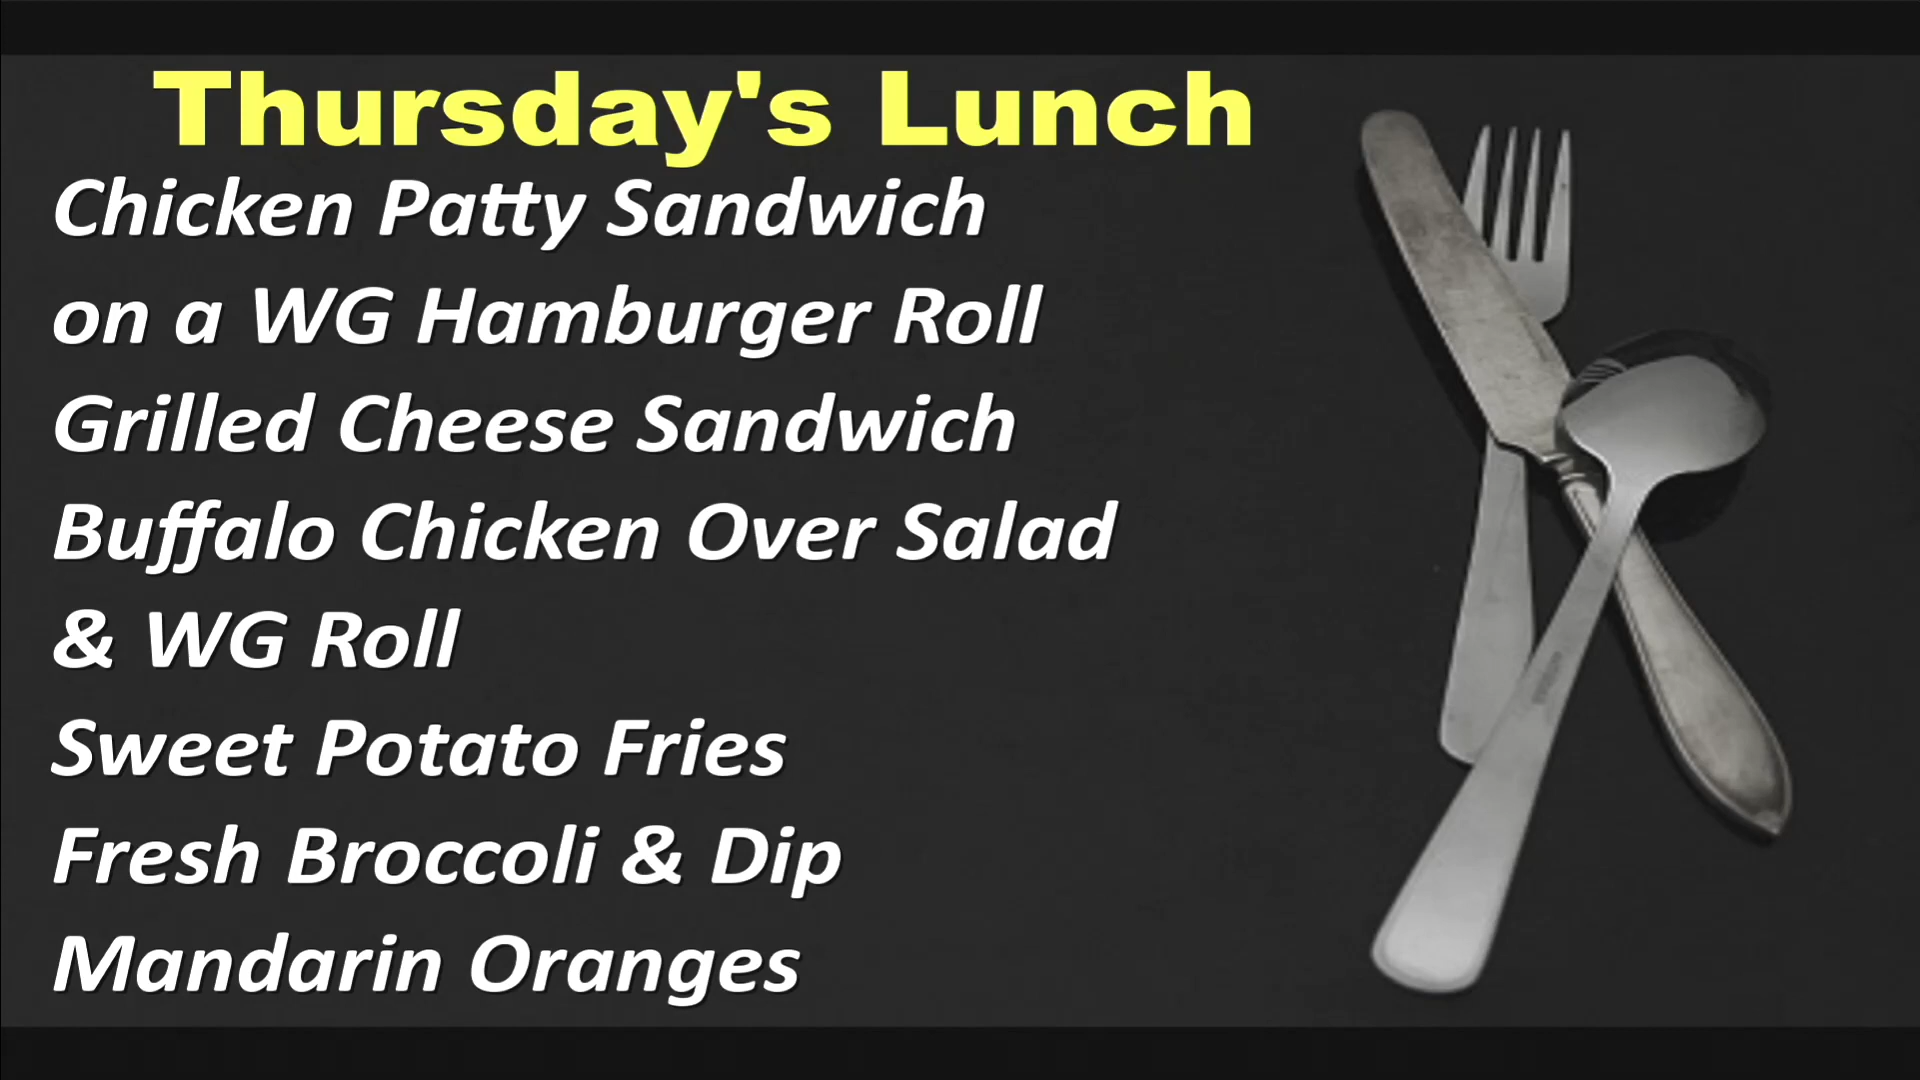 Thursday's Lunch
Chicken Patty Sandwich
on a WG Hamburger Roll
Grilled Cheese Sandwich
Buffalo Chicken Over Salad
& WG Roll
Sweet Potato Fries
Fresh Broccoli & Dip
Mandarin Oranges